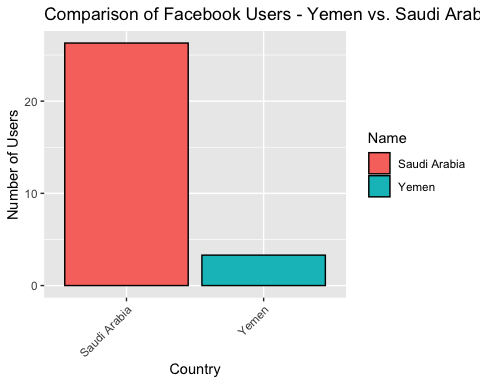 Comparison of Facebook Users - Yemen vs. Saudi Arab
Number of Users
20
10
0
Saudi Arabia
Yemen
Country
Name
Saudi Arabia
Yemen